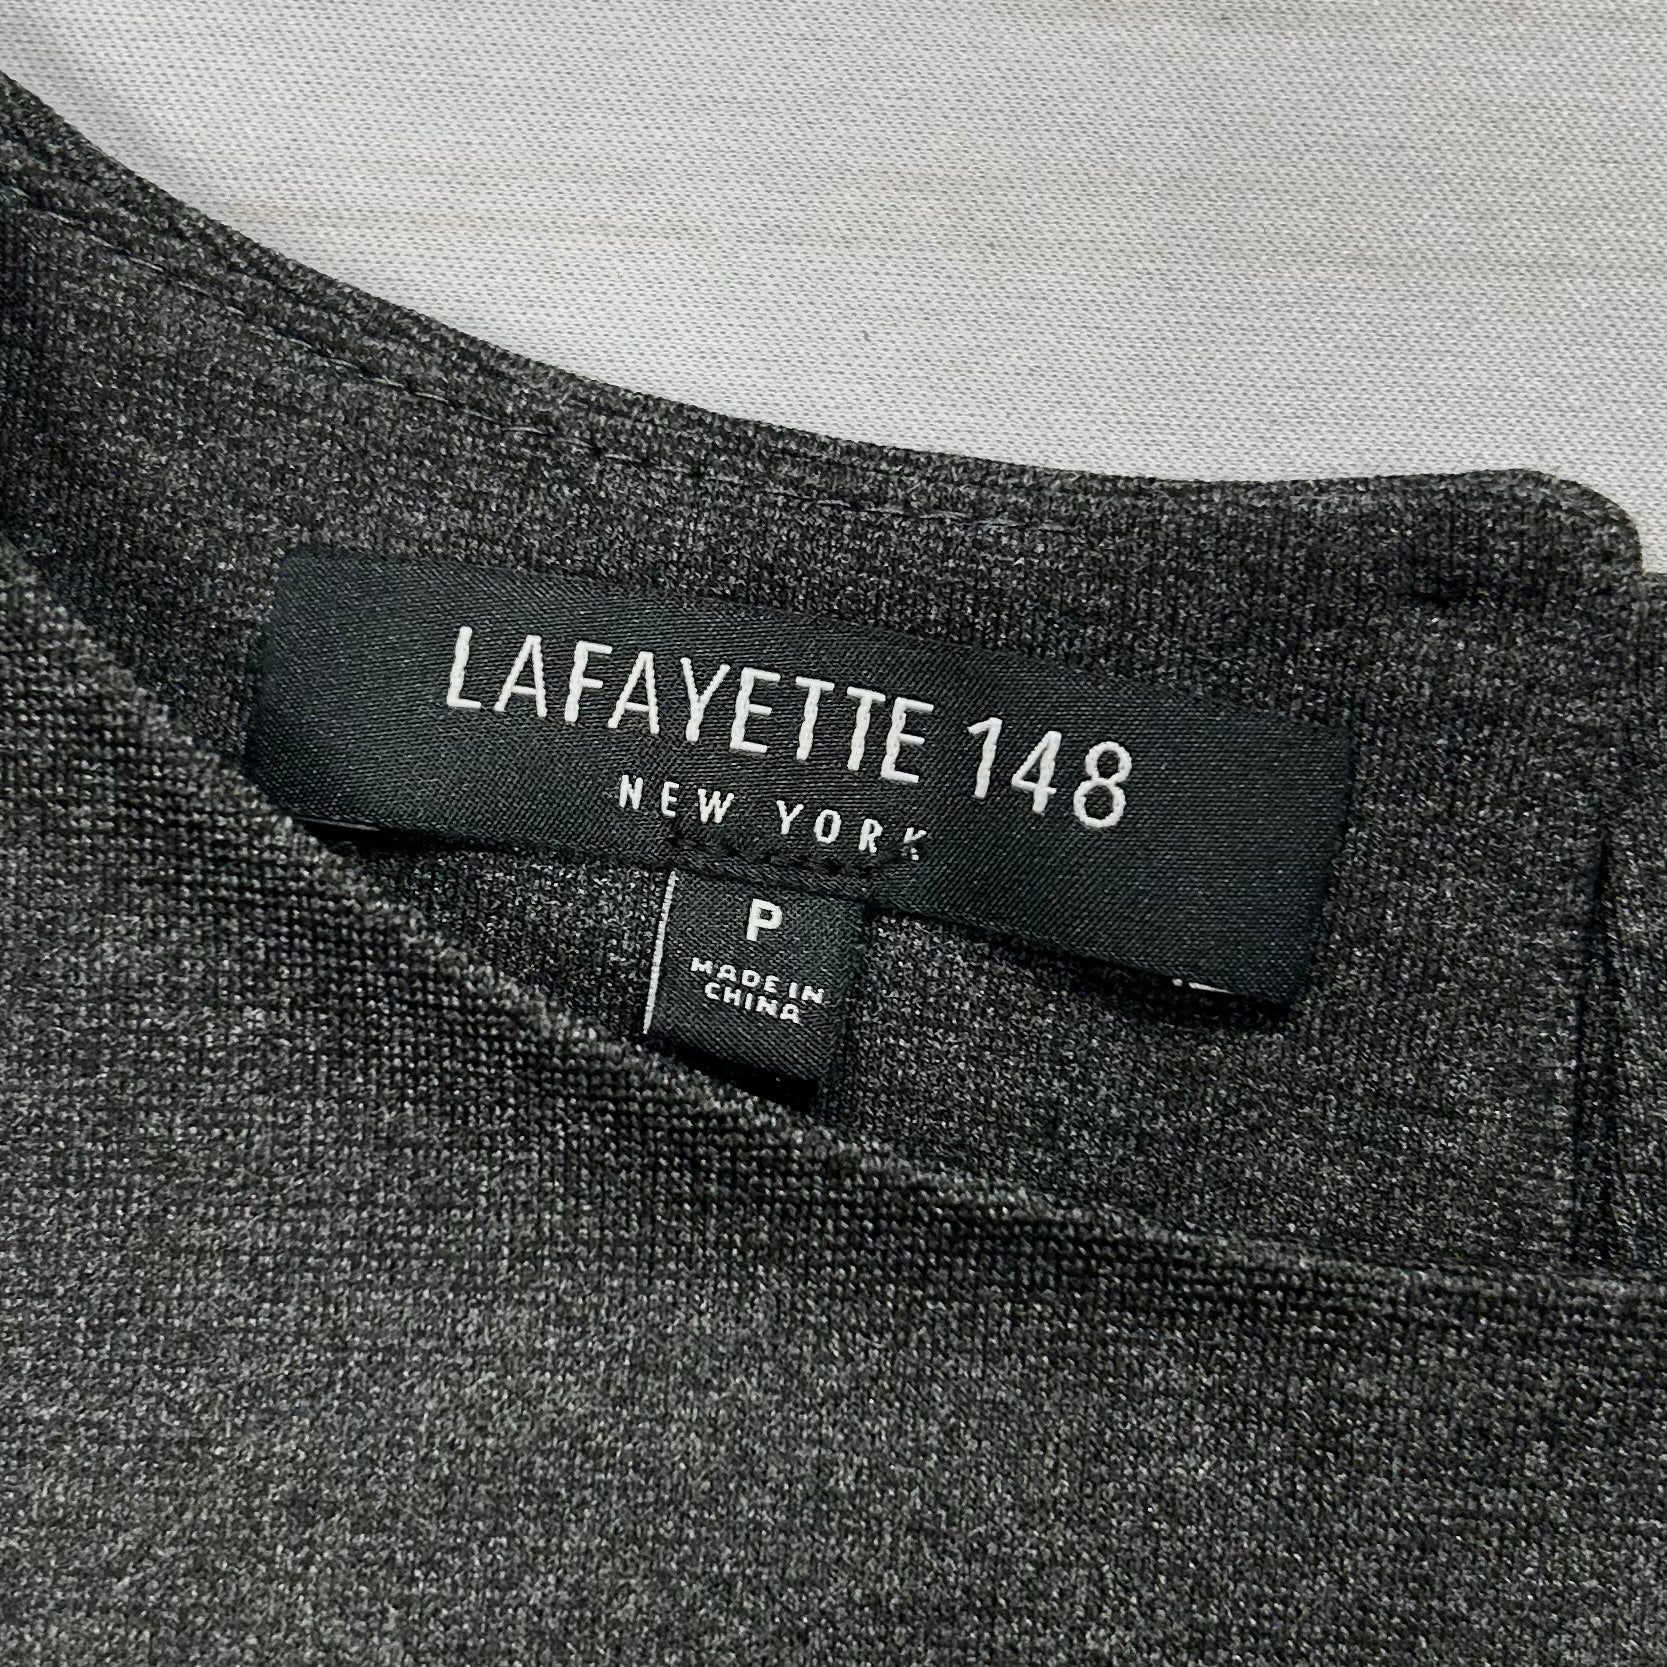 LAFAYETTE 148
NEW YORK
P
MADE IN
CHINA